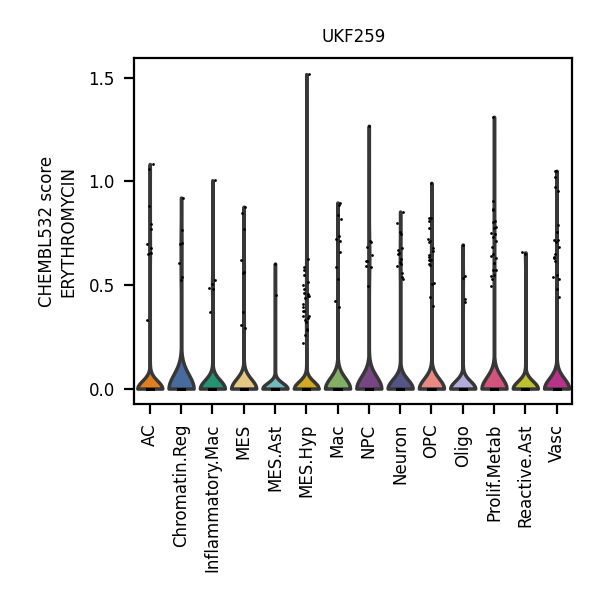 UKF259
CHEMBL532 score
ERYTHROMYCIN
1.5
1.0
0.5
0.0
AC
Chromatin.Reg
Inflammatory.Mac
MES
MES.Ast
MES.Hyp
Mac
NPC
Neuron
OPC
Oligo
Prolif.Metab
Reactive.Ast
Vasc